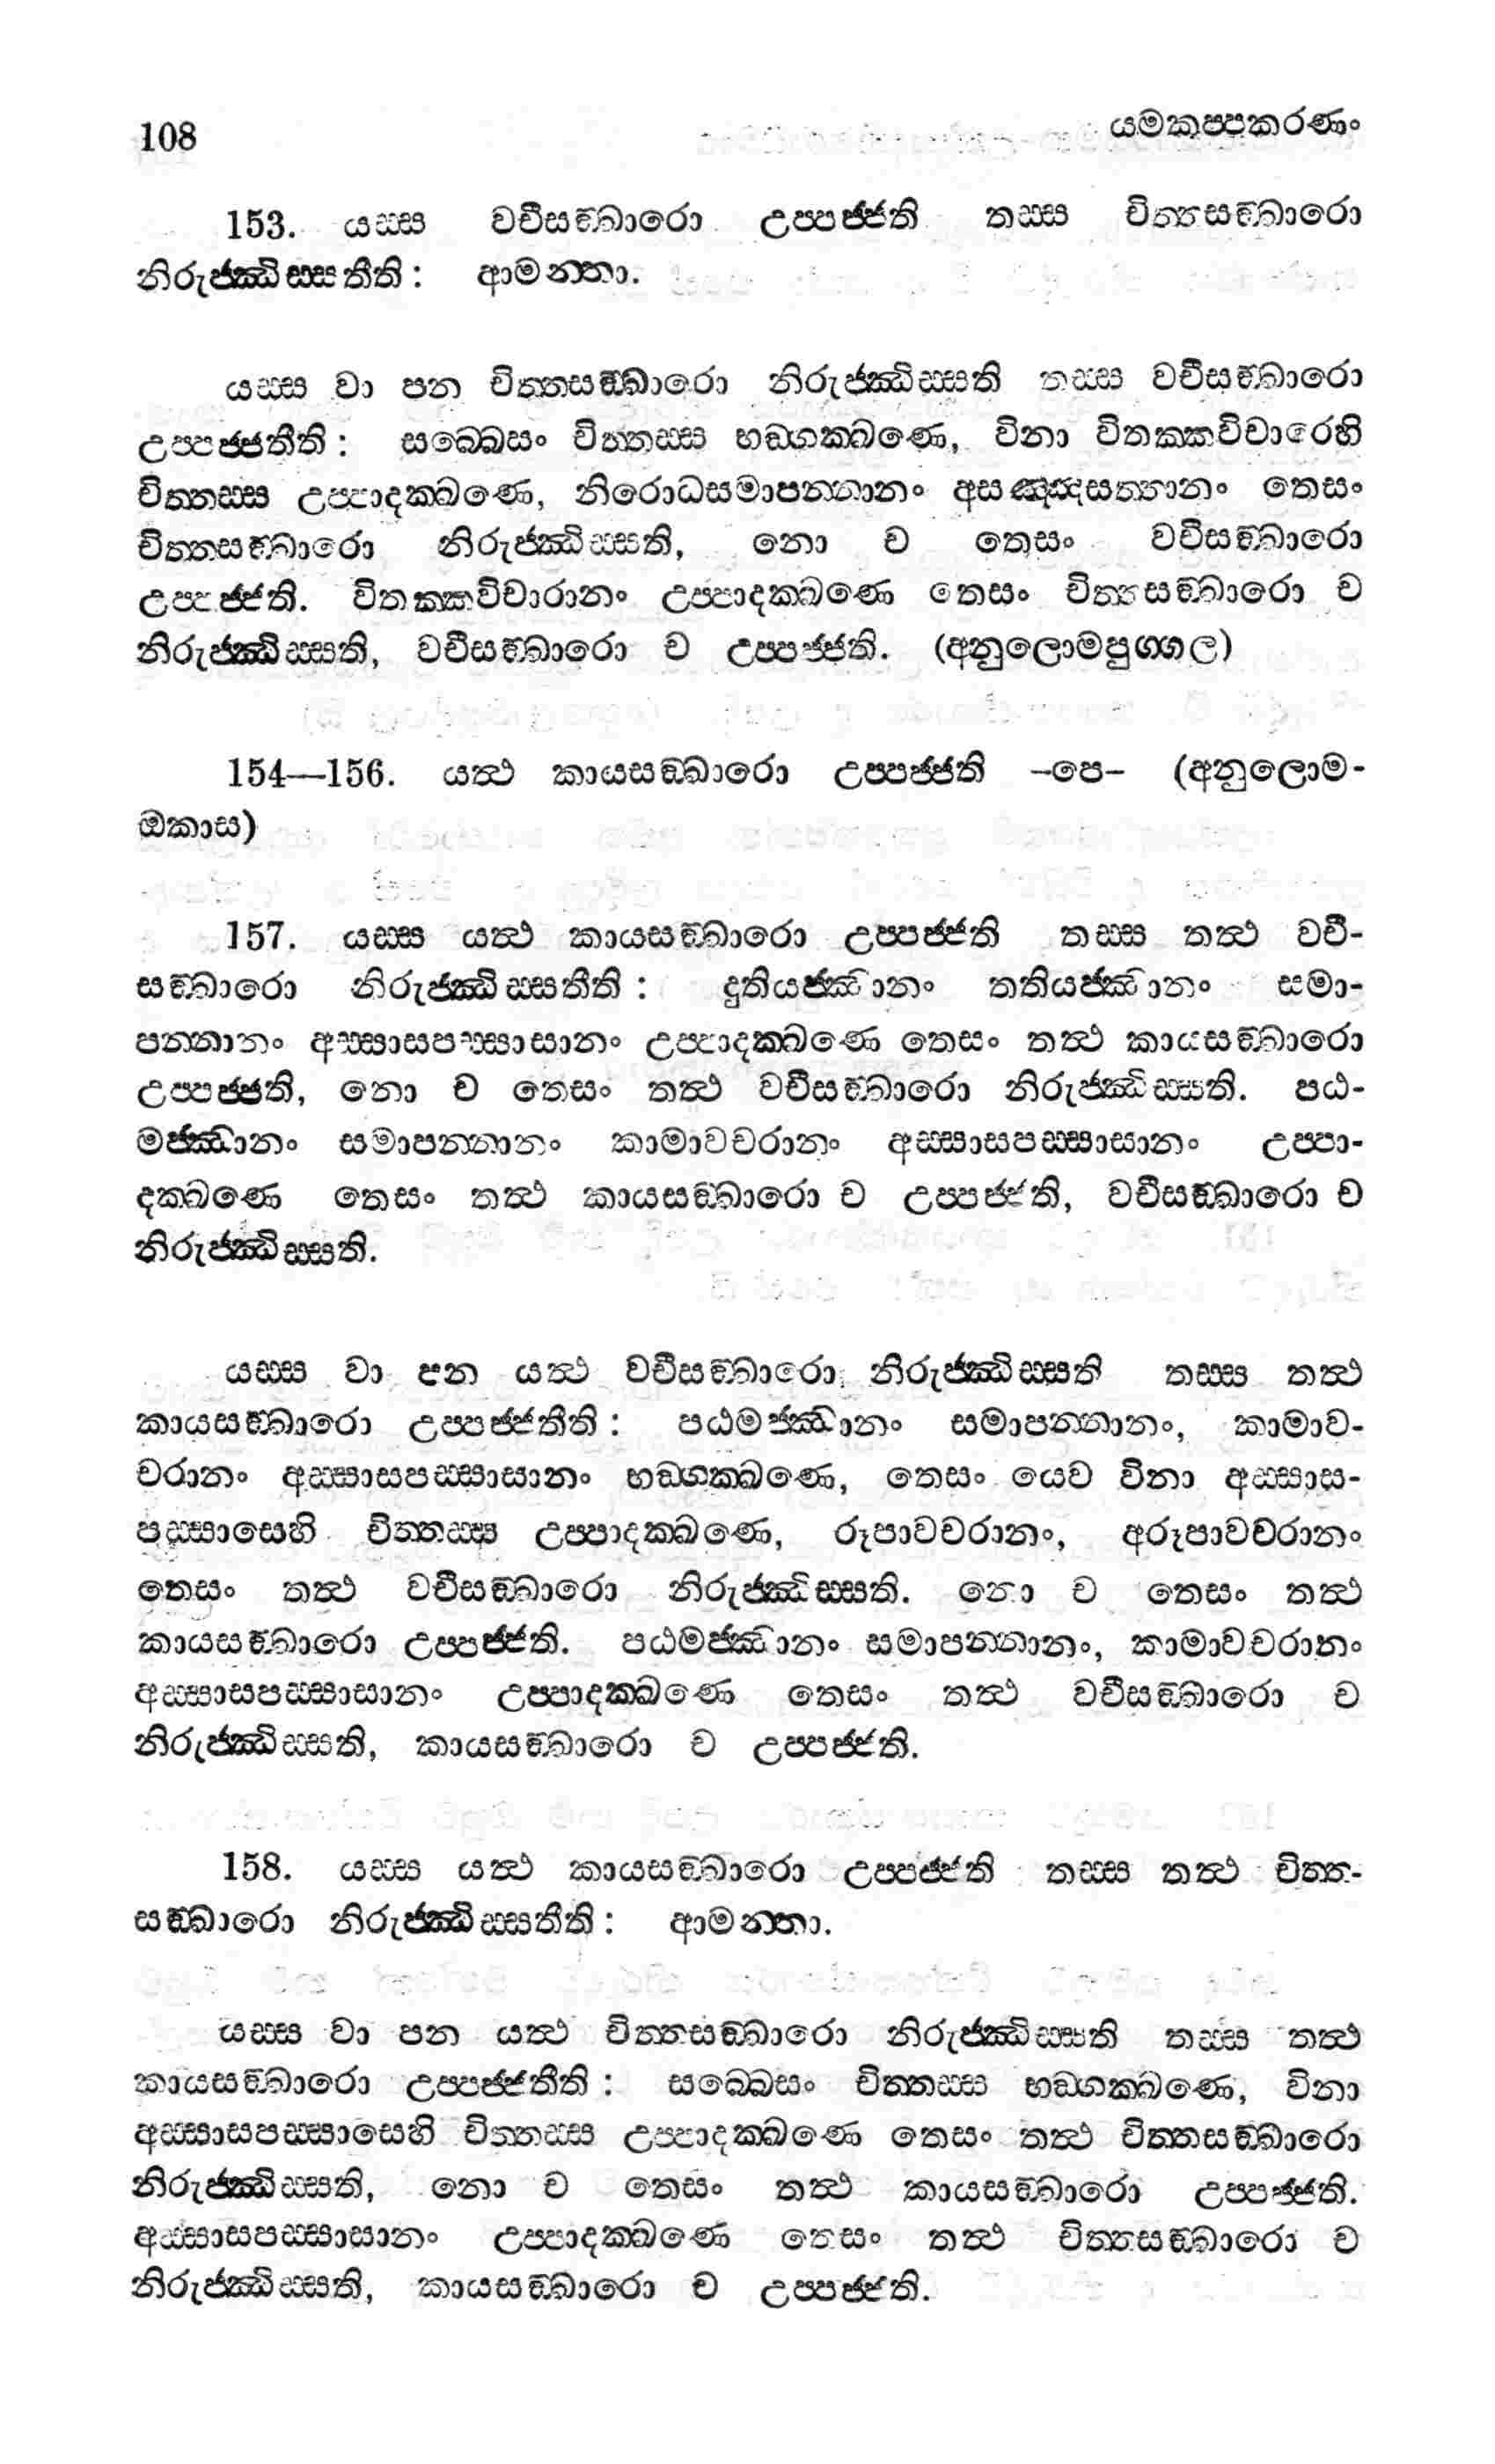 108 යමකප්පකරණං
153. යස්ස වචීසඞ්ඛාරො උප්පජ්ජති තස්ස චිත්තසඞ්ඛාරො
නිරුජ්ඣිස්සතීති: ආමන්තා.
යස්ස වා පන චිත්තසඞ්ඛාරො නිරුජ්ඣිස්සති තස්ස වචීසඞ්ඛාරො
උප්පජ්ජතීති: සබ්බෙසං චිත්තස්ස භඞ්ගක්ඛණෙ, විනා විතක්කවිචාරෙහි
චිත්තස්ස උප්පාදක්ඛණෙ, නිරොධසමාපන්නානං අසඤ්ඤසත්තානං තෙසං
චිත්තසඞ්ඛාරො නිරුජ්ඣිස්සති, නො ච තෙසං වචීසඞ්ඛාරො
උප්පජ්ජති. විතක්කවිචාරානං උප්පාදක්ඛණෙ තෙසං චිත්තසඞ්ඛාරො ච
නිරුජ්ඣිස්සති, වචීසඞ්ඛාරො ච උප්පජ්ජති. (අනුලොමපුග්ගල)
154—156. යත්ථ කායසඞ්ඛාරො උප්පජ්ජති -පෙ- (අනුලොම-
ඔකාස)
157. යස්ස යත්ථ කායසඞ්ඛාරො උප්පජ්ජති තස්ස තත්ථ වචී-
සඞ්ඛාරො නිරුජ්ඣිස්සතීති: දුතියජ්ඣානං තතියජ්ඣානං සමා-
පන්නානං අස්සාසපස්සාසානං උප්පාදක්ඛණෙ තෙසං තත්ථ කායසඞ්ඛාරො
උප්පජ්ජති, නො ච තෙසං තත්ථ වචීසඞ්ඛාරො නිරුජ්ඣිස්සති. පඨ-
මජ්ඣානං සමාපන්නානං කාමාවචරානං අස්සාසපස්සාසානං උප්පා-
දක්ඛණෙ තෙසං තත්ථ කායසඞ්ඛාරො ච උප්පජ්ජති, වචීසඞ්ඛාරො ච
නිරුජ්ඣිස්සති.
යස්ස වා පන යත්ථ වචීසඞ්ඛාරො නිරුජ්ඣිස්සති තස්ස තත්ථ
කායසඞ්ඛාරො උප්පජ්ජතීති: පඨමජ්ඣානං සමාපන්නානං, කාමාව-
චරානං අස්සාසපස්සාසානං භඞ්ගක්ඛණෙ, තෙසං යෙව විනා අස්සාස-
පස්සාසෙහි චිත්තස්ස උප්පාදක්ඛණෙ, රූපාවචරානං, අරූපාවචරානං
තෙසං තත්ථ වචීසඞ්ඛාරො නිරුජ්ඣිස්සති. නො ච තෙසං තත්ථ
කායසඞ්ඛාරො උප්පජ්ජති. පඨමජ්ඣානං සමාපන්නානං, කාමාවචරානං
අස්සාසපස්සාසානං උප්පාදක්ඛණෙ තෙසං තත්ථ වචීසඞ්ඛාරො ච
නිරුජ්ඣිස්සති, කායසඞ්ඛාරො ච උප්පජ්ජති.
158. යස්ස යත්ථ කායසඞ්ඛාරො උප්පජ්ජති තස්ස තත්ථ චිත්ත-
සඞ්ඛාරො නිරුජ්ඣිස්සතීති: ආමන්තා.
යස්ස වා පන යත්ථ චිත්තසඞ්ඛාරො නිරුජ්ඣිස්සති තස්ස තත්ථ
කායසඞ්ඛාරො උප්පජ්ජතීති: සබ්බෙසං චිත්තස්ස භඞ්ගක්ඛණෙ, විනා
අස්සාසපස්සාසෙහි චිත්තස්ස උප්පාදක්ඛණෙ තෙසං තත්ථ චිත්තසඞ්ඛාරො
නිරුජ්ඣිස්සති, නො ච තෙසං තත්ථ කායසඞ්ඛාරො උප්පජ්ජති.
අස්සාසපස්සාසානං උප්පාදක්ඛණෙ තෙසං තත්ථ චිත්තසඞ්ඛාරො ච
නිරුජ්ඣිස්සති, කායසඞ්ඛාරො ච උප්පජ්ජති.